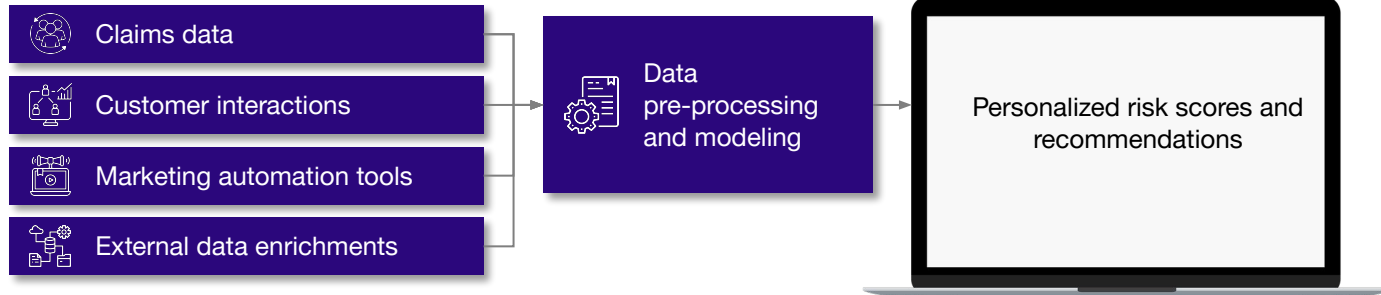 Claims data
Customer interactions
Marketing automation tools
External data enrichments
Data
pre-processing
and modeling
Personalized risk scores and
recommendations